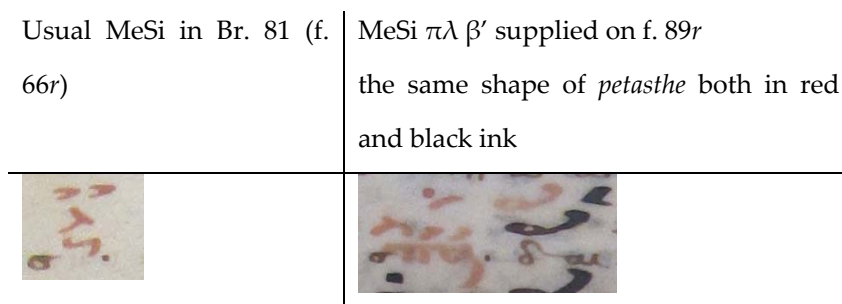 Usual MeSi in Br. 81 (f.
66r)
MeSi πλ β′ supplied on f. 89r
the same shape of petasthe both in red
and black ink